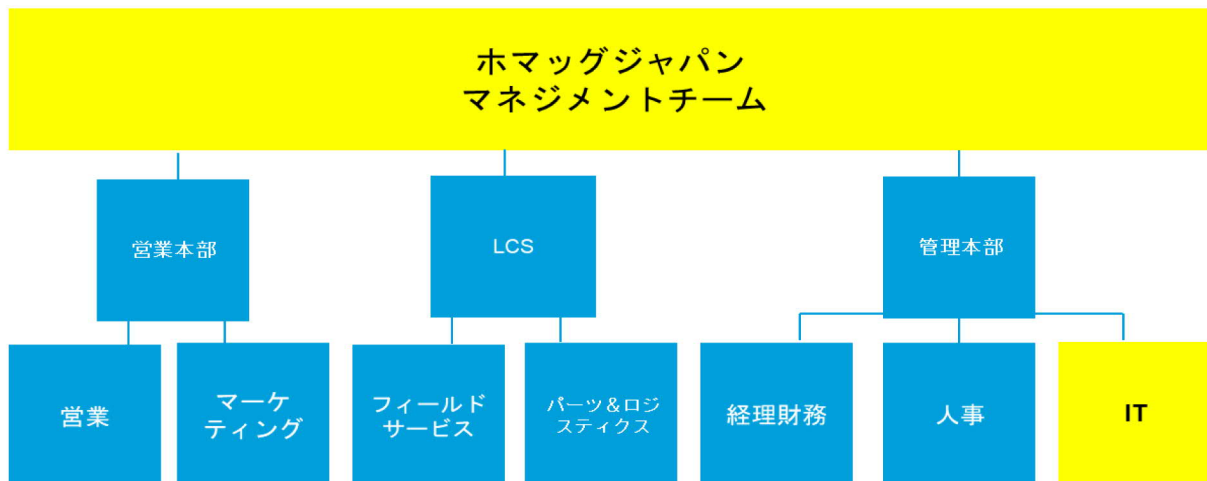 ホマッグジャパン
マネジメントチーム
営業本部
LCS
管理本部
営業
マーケ
ティング
フィールド
サービス
パーツ&ロジ
スティクス
経理財務
人事
IT